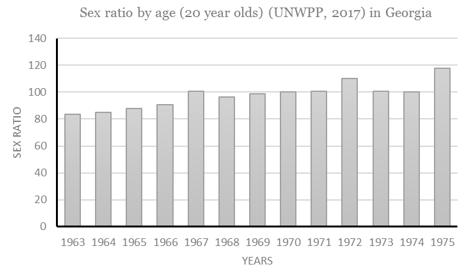 Sex ratio by age (20 year olds) (UNWPP, 2017) in Georgia
140
120
100
80
60
40
20
0
SEX RATIO
1963 1964 1965 1966 1967 1968 1969 1970 1971 1972 1973 1974 1975
YEARS